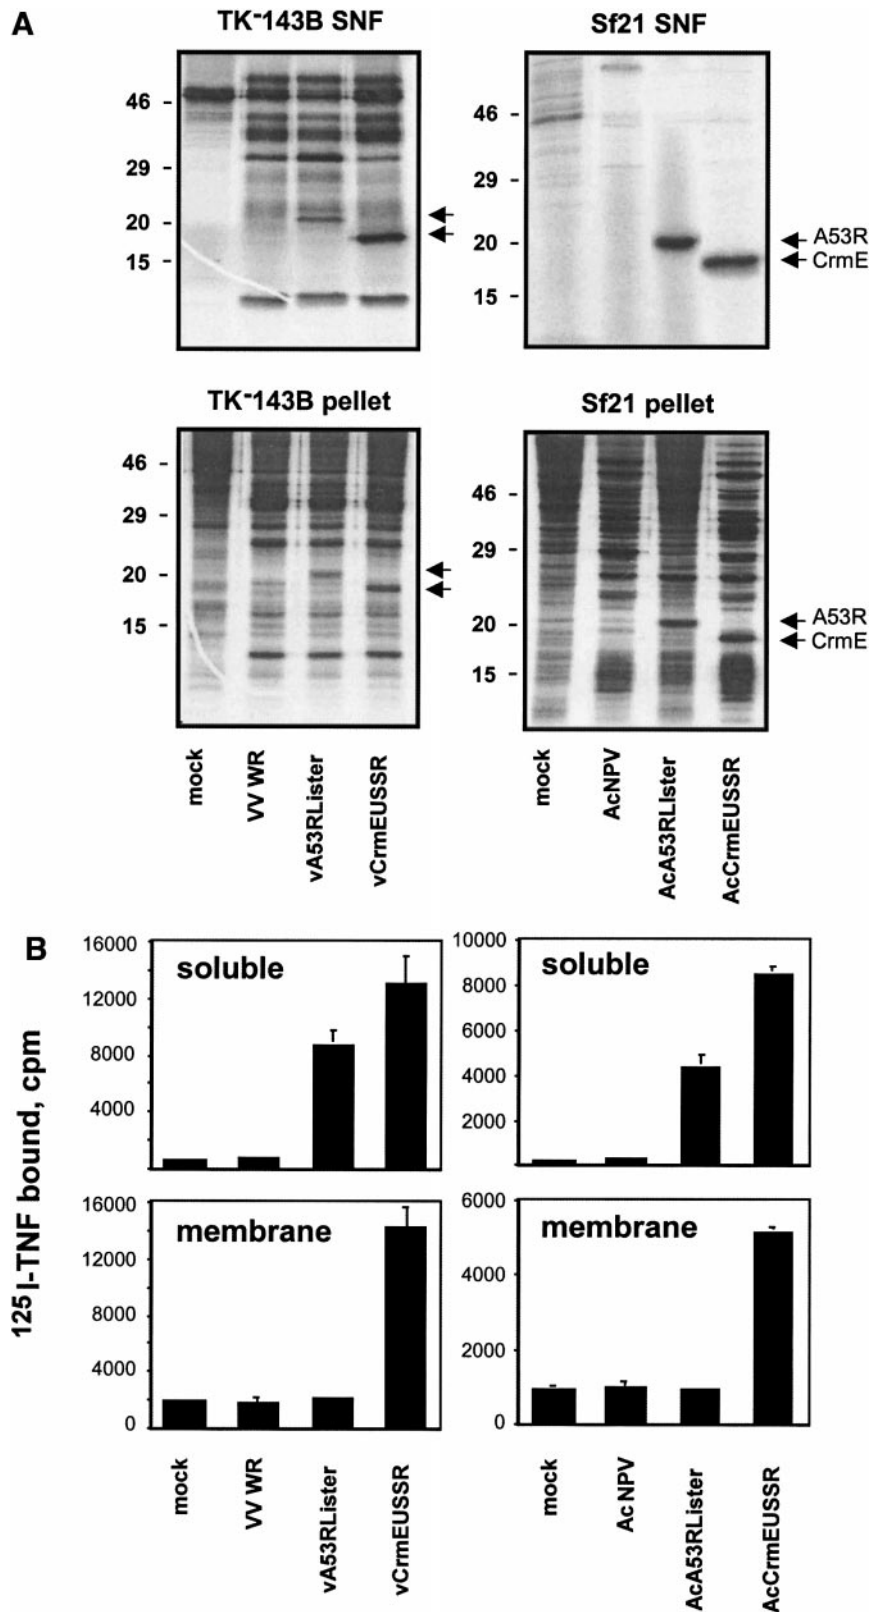 A
TK-143B SNF
46
29
20
15
Sf21 SNF
46
29
20
15
A53R
CrmE
TK-143B pellet
46
29
20
15
Sf21 pellet
46
29
20
15
A53R
CrmE
mock
VV WR
vA53RLister
vCrmEUSSR
mock
AcNPV
AcA53RLIster
AcCrmEUSSR
B
125I-TNF bound, cpm
soluble
16000
12000
8000
4000
soluble
10000
8000
6000
4000
2000
membrane
16000
12000
8000
4000
0
membrane
6000
4000
2000
0
mock
VV WR
vA53RLister
vCrmEUSSR
mock
Ac NPV
AcA53RLister
AcCrmEUSSR